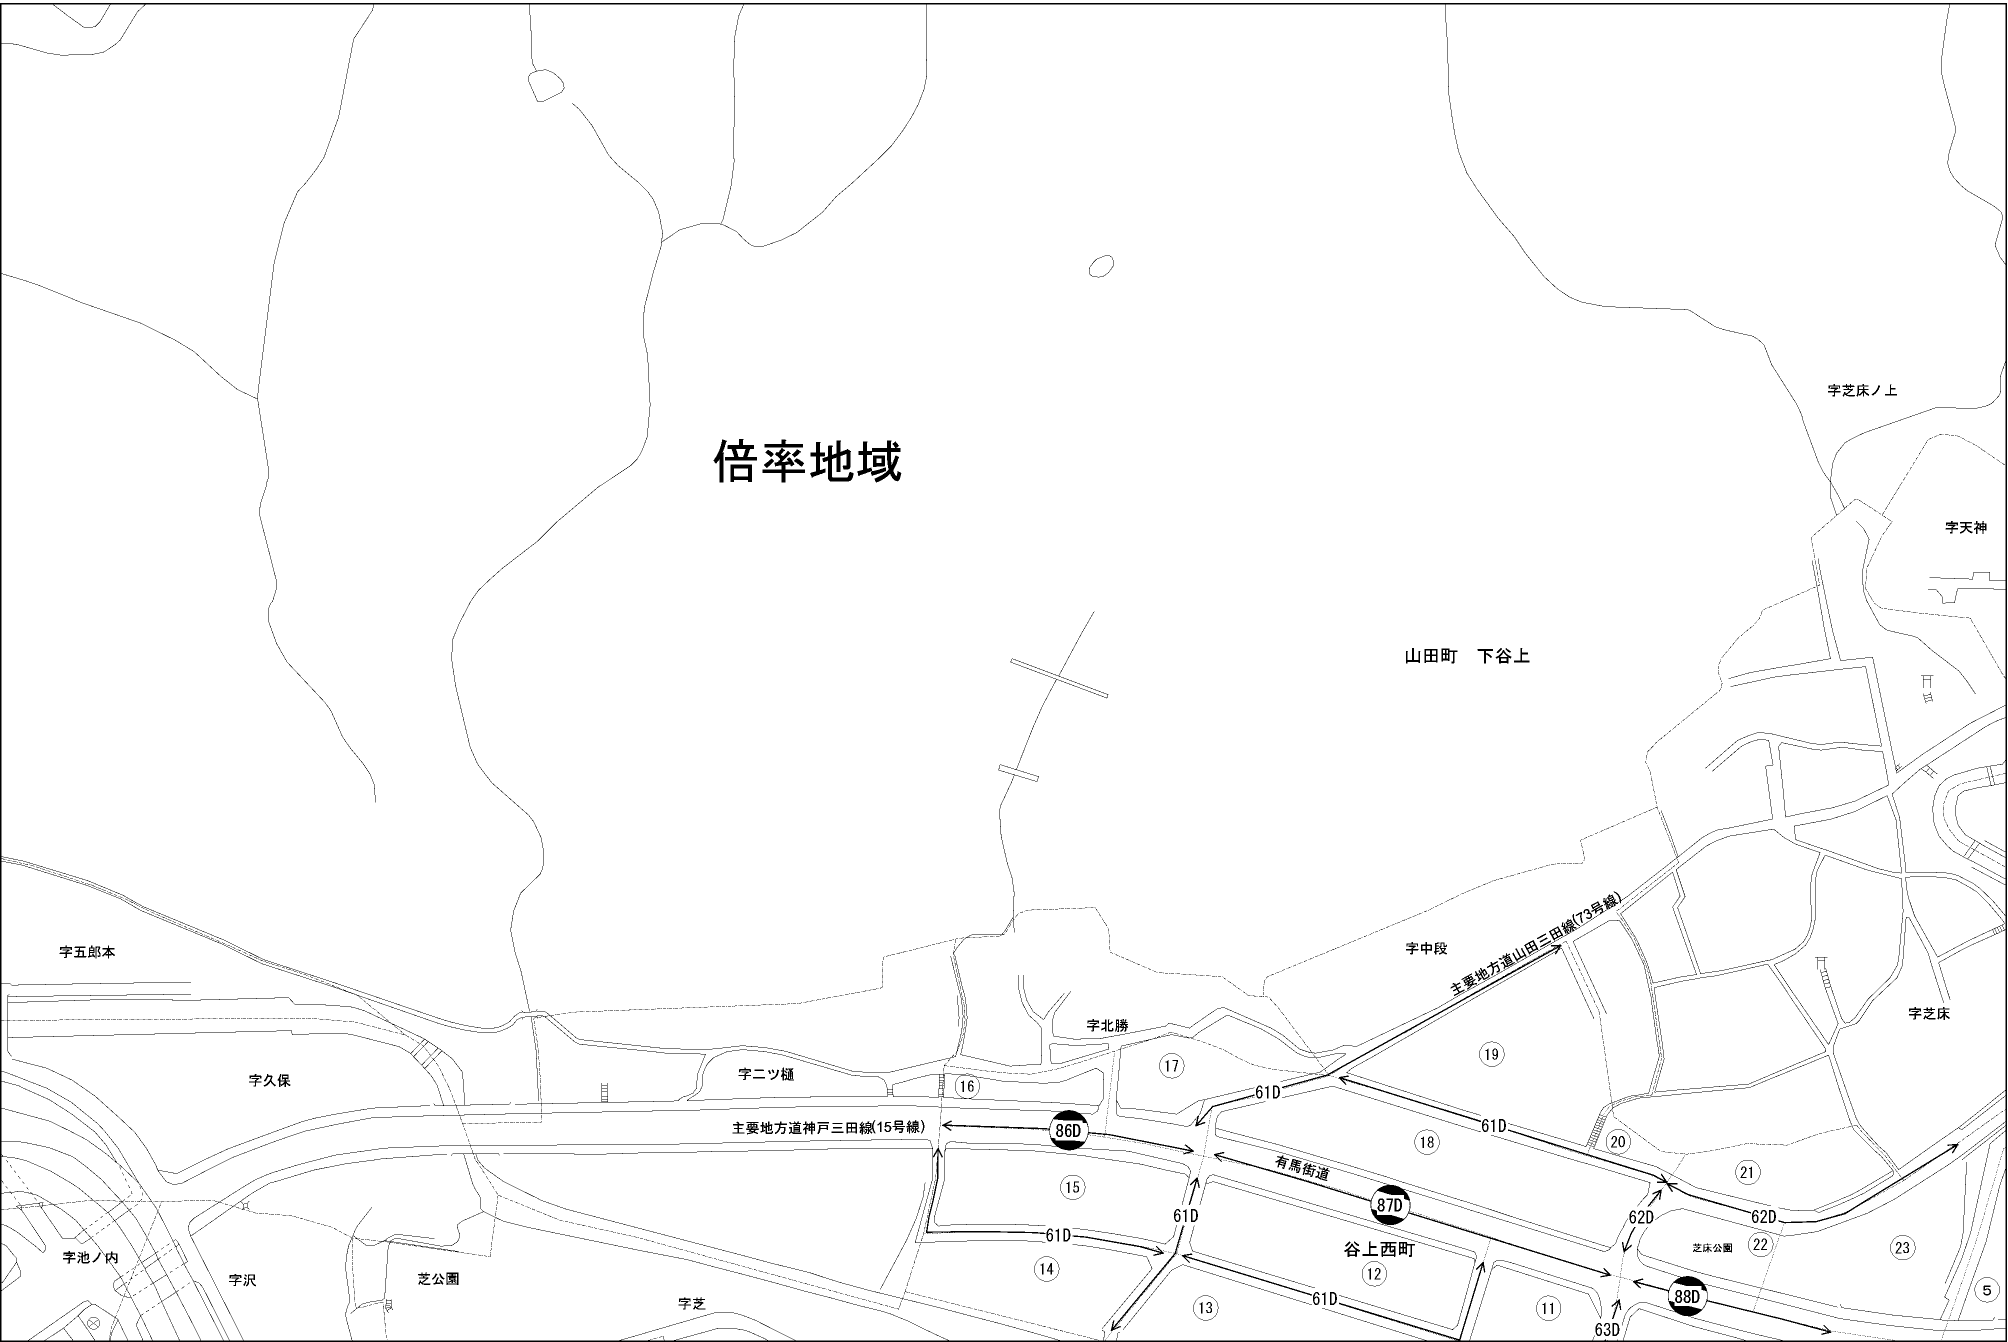 字芝床ノ上
倍率地域
字天神
山田町 下谷上
主要地方道山田三田線(73号線)
字五郎本
字中段
字芝床
字北勝
19
17
字久保
字二ツ樋
16
61D
主要地方道神戸三田線(15号線)
86D
61D
18
20
有馬街道
21
15
87D
61D
62D
62D
61D
谷上西町
芝床公園
22
23
字池ノ内
字沢
芝公園
14
12
字芝
13
61D
11
88D
5
63D